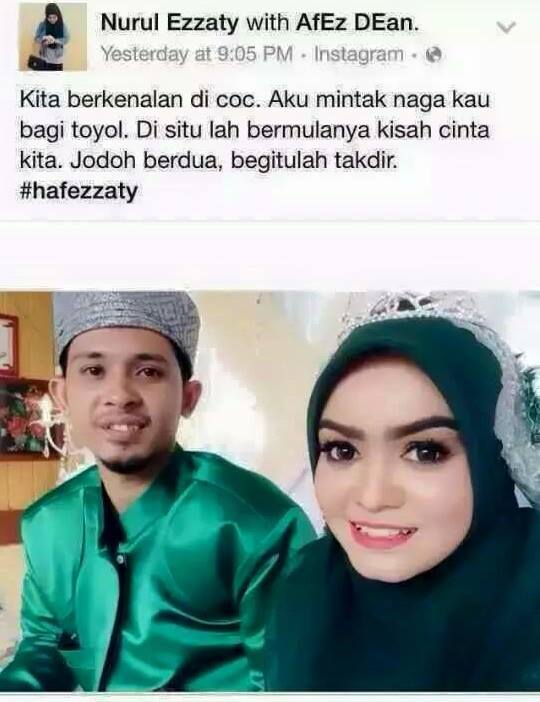 Nurul Ezzaty with AfEz DEan.
Yesterday at 9:05 PM · Instagram ·
Kita berkenalan di coc. Aku mintak naga kau
bagi toyol. Di situ lah bermulanya kisah cinta
kita. Jodoh berdua, begitulah takdir.
#hafezzaty